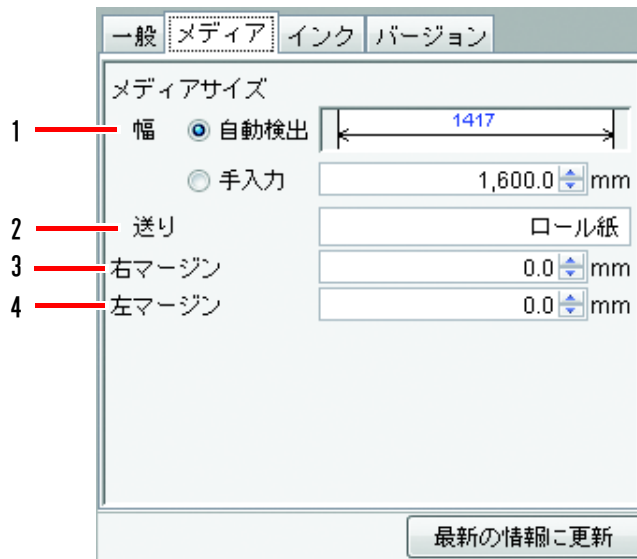 一般 メディア インク バージョン
メディアサイズ
1 幅 自動検出 1417
手入力 1,600.0 mm
2 送り ロール紙
3 右マージン 0.0 mm
4 左マージン 0.0 mm
最新の情報に更新